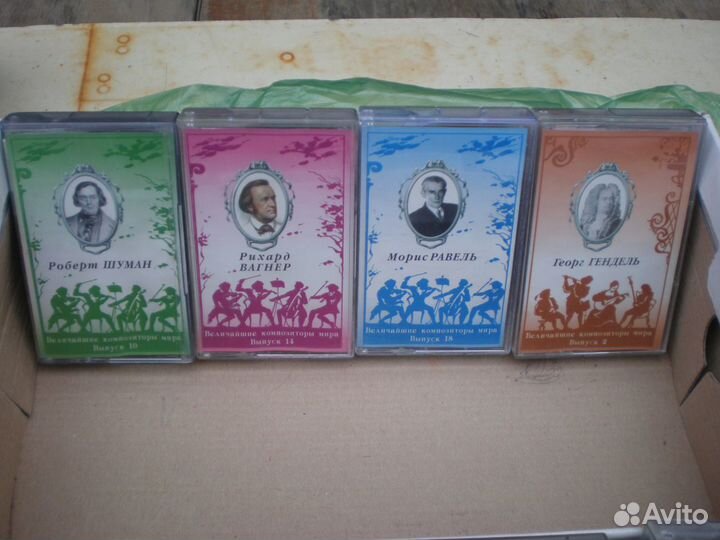 Роберт ШУМАН
Величайшие композиторы мира
Выпуск 10
Рихард
ВАГНЕР
Величайшие композиторы мира
Выпуск 14
Морис РАВЕЛЬ
Величайшие композиторы мира
Выпуск 18
Георг ГЕНДЕЛЬ
Величайшие композиторы мира
Выпуск 2
Avito